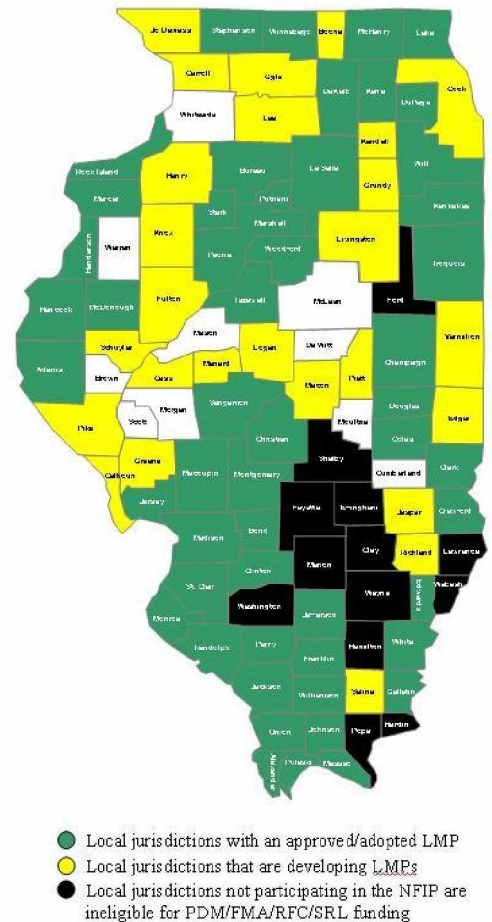 Jo Daviess
Stephenson
Winnebago
Boone
McHenry
Lake
Carroll
Ogle
DeKalb
Kane
Cook
DuPage
Whiteside
Lee
Kendall
Will
Rock Island
Henry
Bureau
La Salle
Grundy
Mercer
Putnam
Kankakee
Stark
Knox
Marshall
Livingston
Henderson
Warren
Peoria
Woodford
Iroquois
Ford
Hancock
McDonough
Fulton
Tazewell
McLean
Mason
Vermilion
Schuyler
Logan
De Witt
Champaign
Adams
Brown
Cass
Menard
Piatt
Macon
Sangamon
Douglas
Edgar
Pike
Scott
Morgan
Moultrie
Christian
Coles
Shelby
Greene
Calhoun
Macoupin
Montgomery
Cumberland
Clark
Jersey
Fayette
Effingham
Jasper
Crawford
Madison
Bond
Clay
Richland
Lawrence
Clinton
Marion
St. Clair
Wayne
Edwards
Wabash
Washington
Jefferson
Monroe
Randolph
Perry
Hamilton
White
Franklin
Jackson
Williamson
Saline
Gallatin
Union
Johnson
Pope
Hardin
Alexander
Pulaski
Massac
Local jurisdictions with an approved/adopted LMP
Local jurisdictions that are developing LMPs
Local jurisdictions not participating in the NFIP are
ineligible for PDM/FMA/RFC/SRL funding